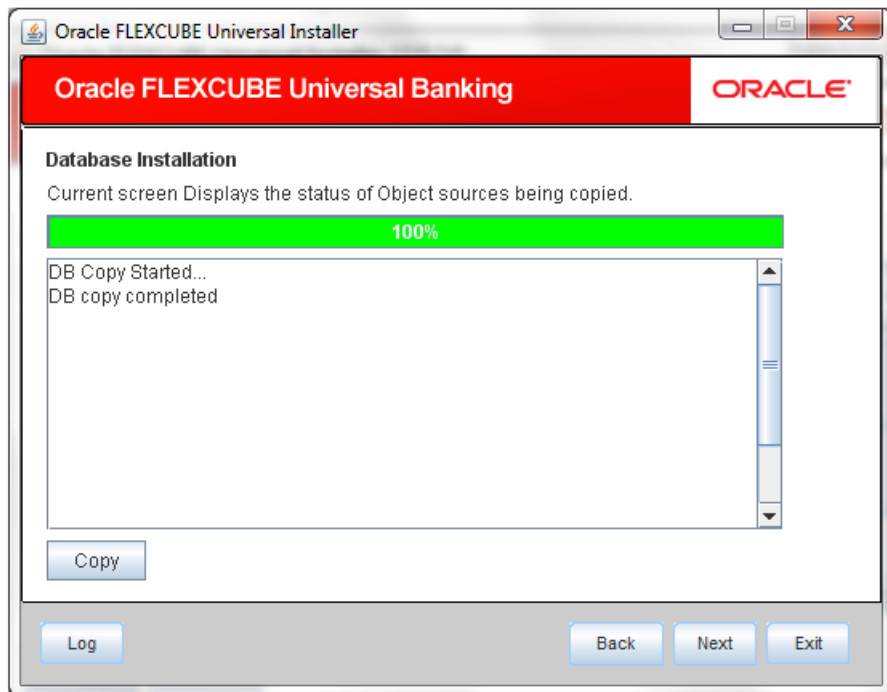 Oracle FLEXCUBE Universal Installer
Oracle FLEXCUBE Universal Banking
ORACLE®
Database Installation
Current screen Displays the status of Object sources being copied.
100%
DB Copy Started...
DB copy completed
Copy
Log
Back
Next
Exit